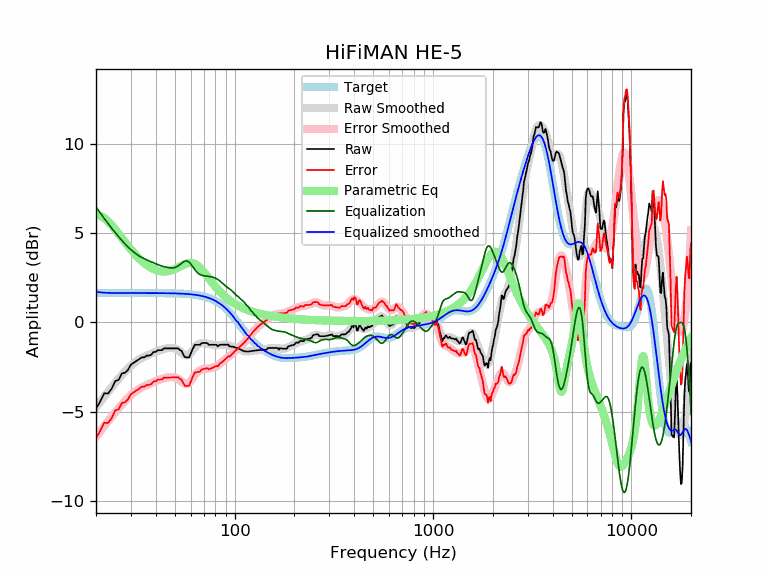 HiFiMAN HE-5
Target
Raw Smoothed
Error Smoothed
Raw
Error
Parametric Eq
Equalization
Equalized smoothed
Amplitude (dBr)
10
5
0
−5
−10
100
1000
10000
Frequency (Hz)